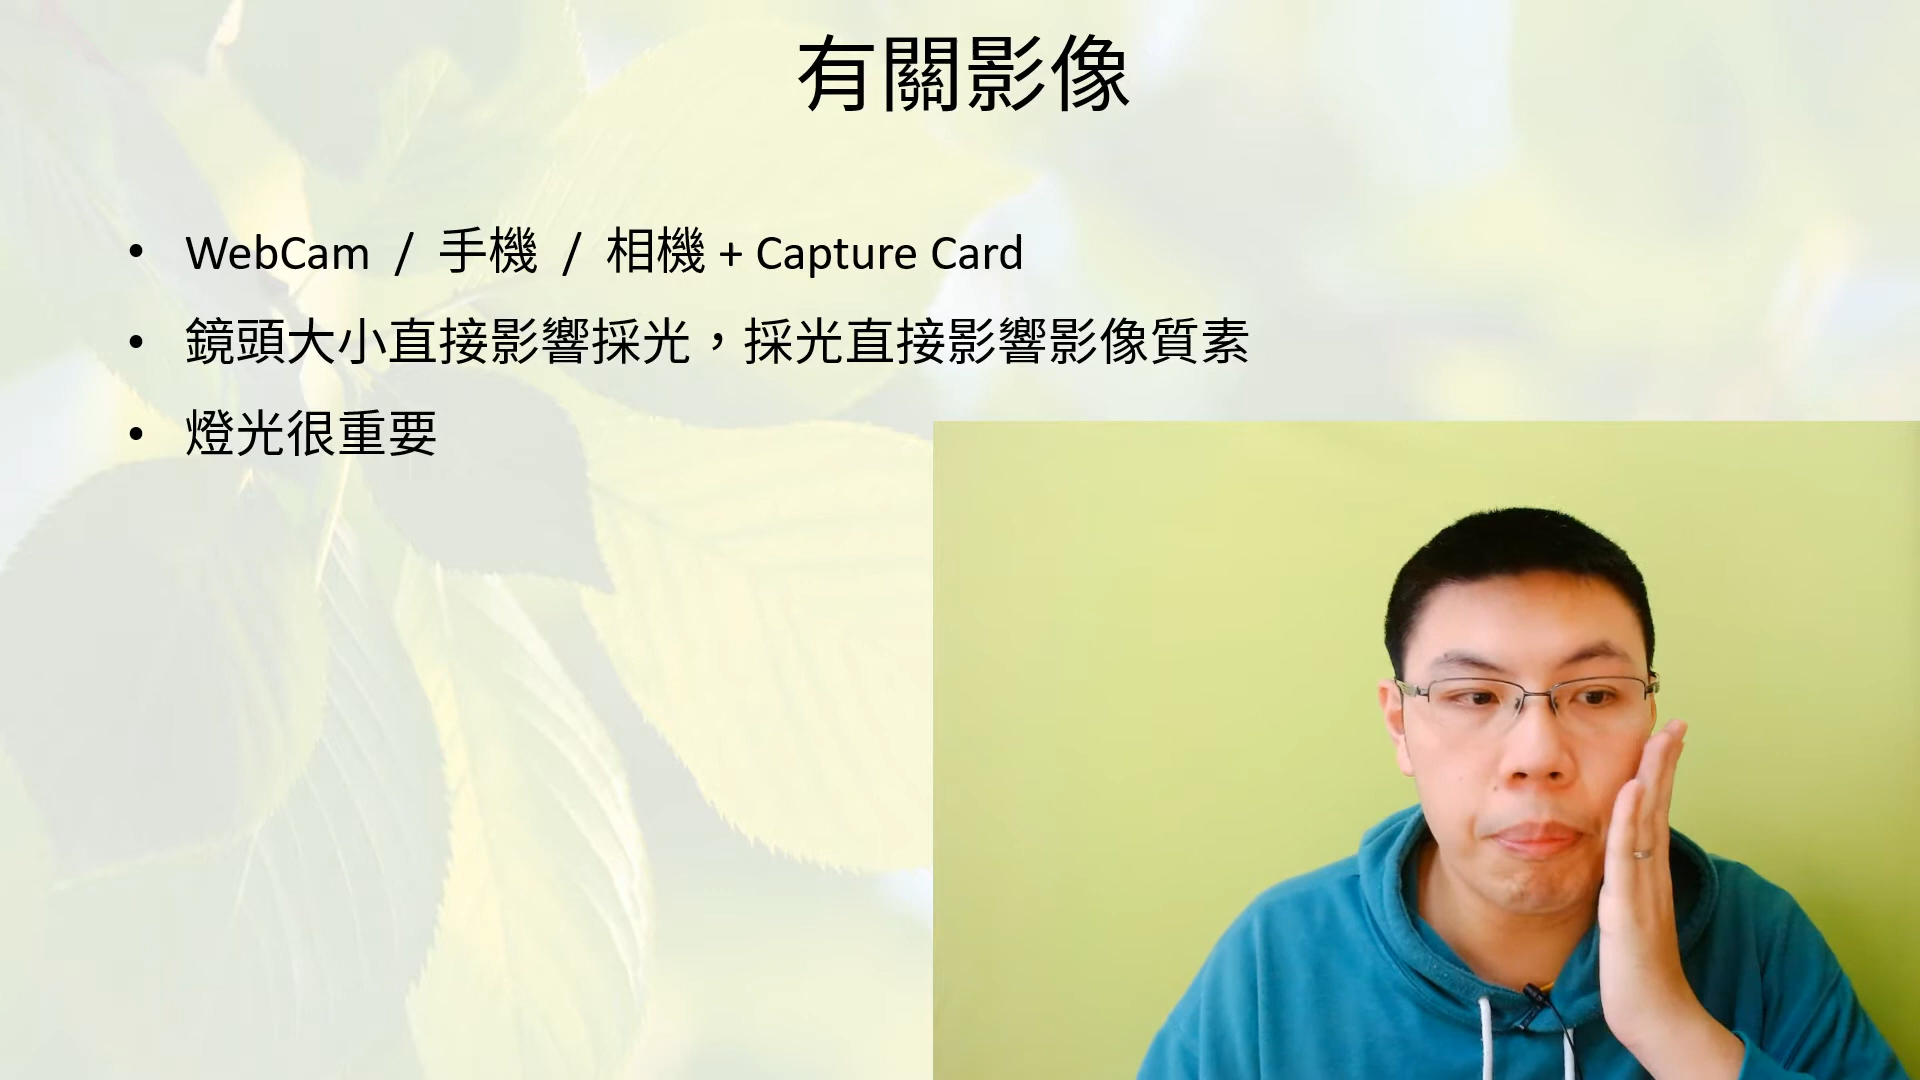 有關影像
• WebCam / 手機 / 相機 + Capture Card
• 鏡頭大小直接影響採光，採光直接影響影像質素
• 燈光很重要